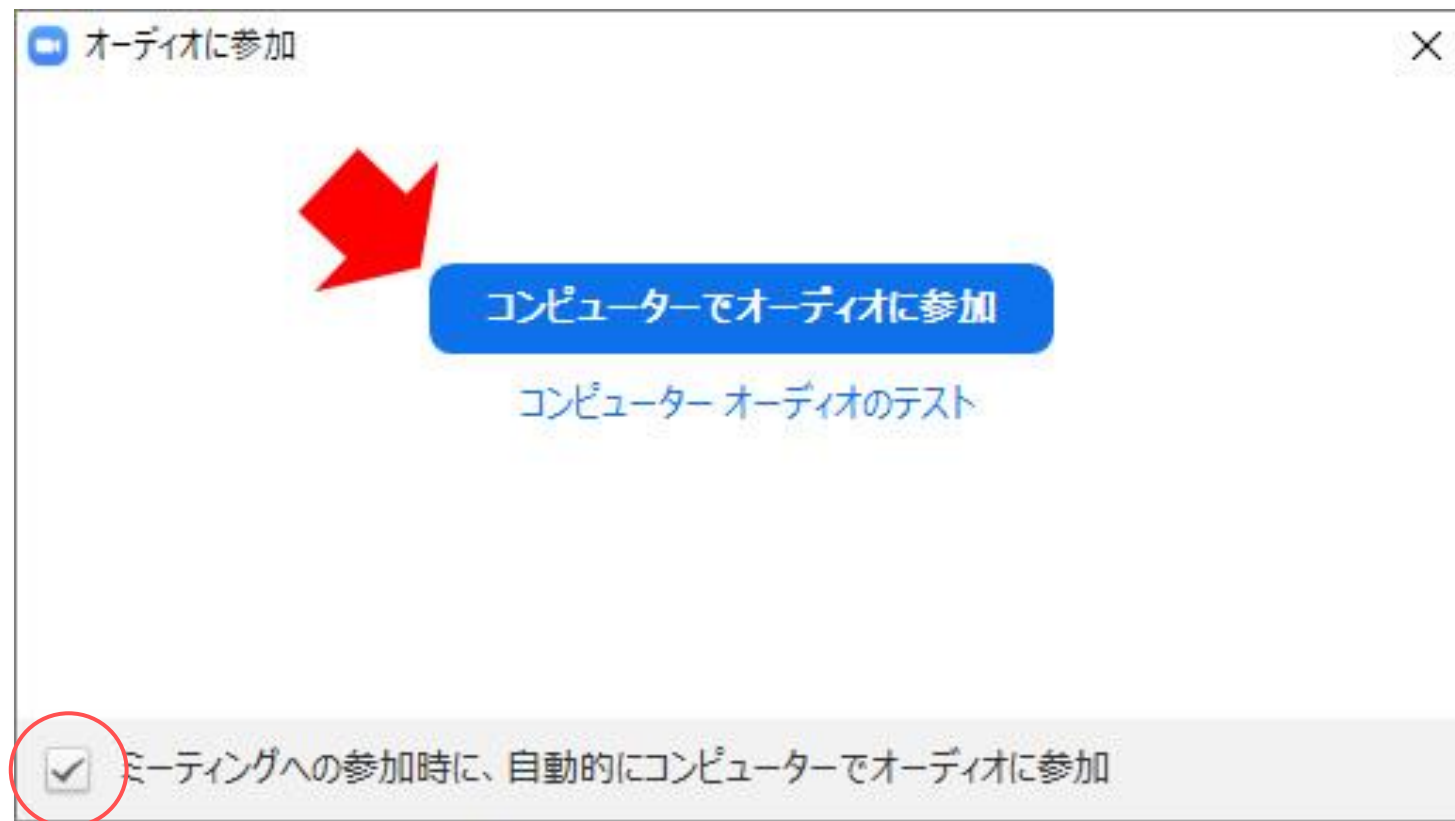 オーディオに参加
コンピューターでオーディオに参加
コンピューター オーディオのテスト
ミーティングへの参加時に、自動的にコンピューターでオーディオに参加